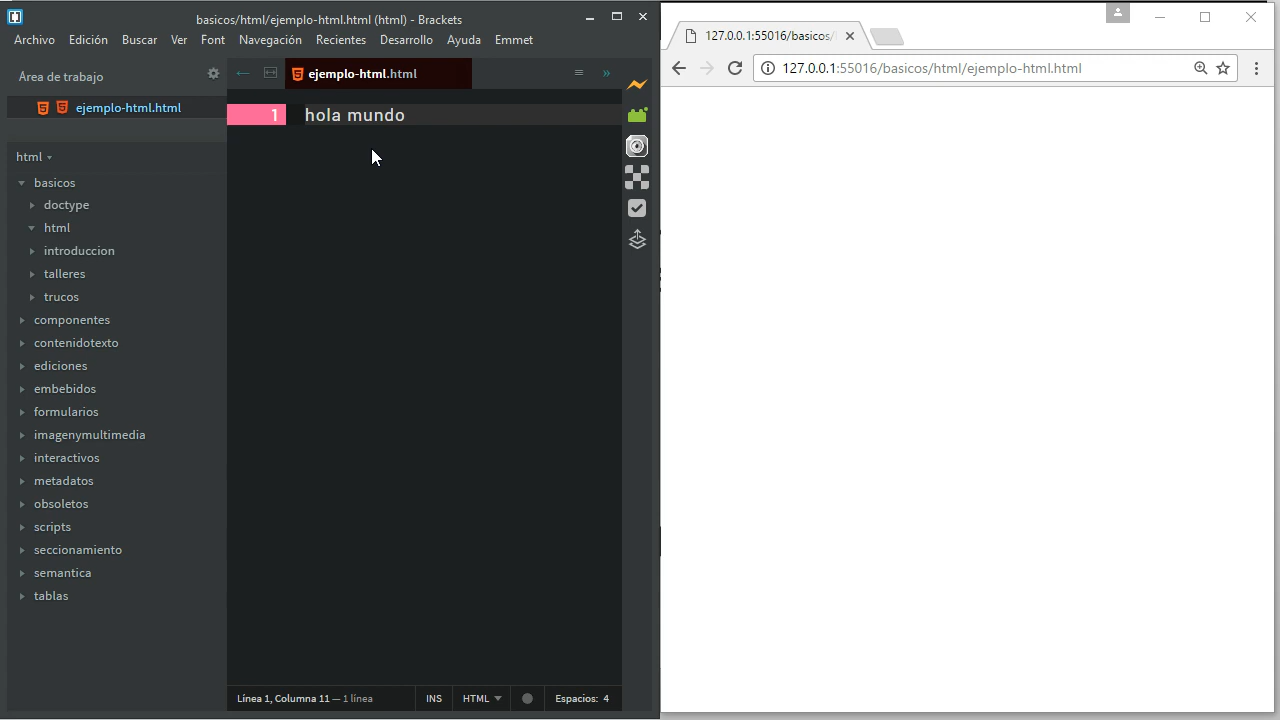 basicos/html/ejemplo-html.html (html) - Brackets
Archivo Edición Buscar Ver Font Navegación Recientes Desarrollo Ayuda Emmet
Área de trabajo
ejemplo-html.html
html
basicos
doctype
html
introduccion
talleres
trucos
componentes
contenidotexto
ediciones
embebidos
formularios
imagenymultimedia
interactivos
metadatos
obsoletos
scripts
seccionamiento
semantica
tablas
ejemplo-html.html
1 hola mundo
Línea 1, Columna 11 — 1 línea INS HTML Espacios: 4
127.0.0.1:55016/basicos/
127.0.0.1:55016/basicos/html/ejemplo-html.html